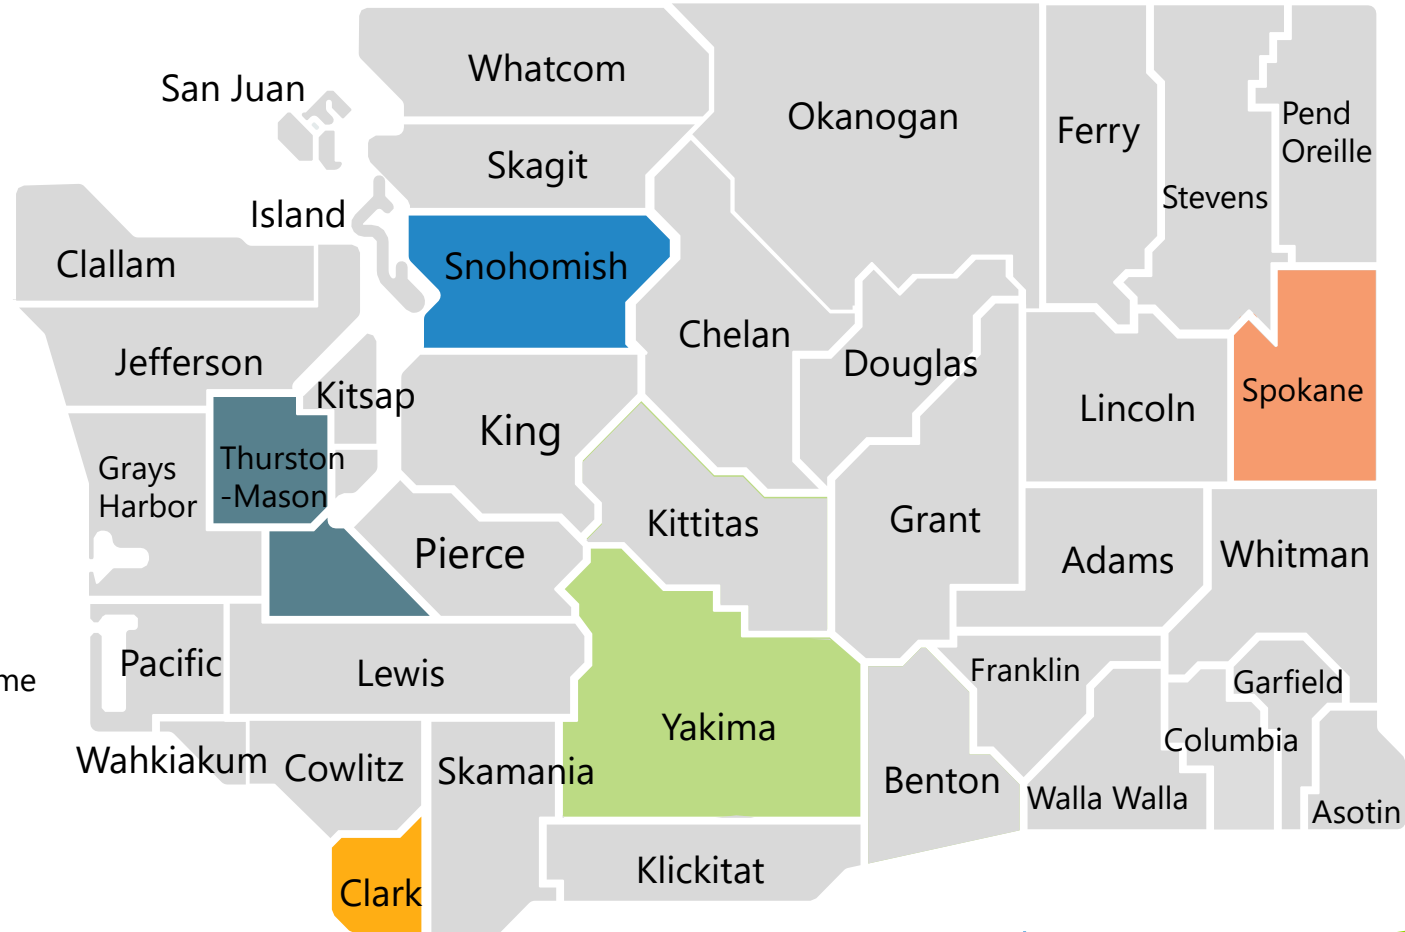 Whatcom
San Juan
Okanogan
Ferry
Pend
Oreille
Skagit
Stevens
Island
Clallam
Snohomish
Chelan
Jefferson
Douglas
Kitsap
Spokane
Lincoln
King
Grays
Harbor
Thurston
-Mason
Kittitas
Grant
Pierce
Adams
Whitman
Pacific
Lewis
Franklin
Garfield
me
Yakima
Columbia
Wahkiakum
Cowlitz
Skamania
Benton
Walla Walla
Asotin
Klickitat
Clark